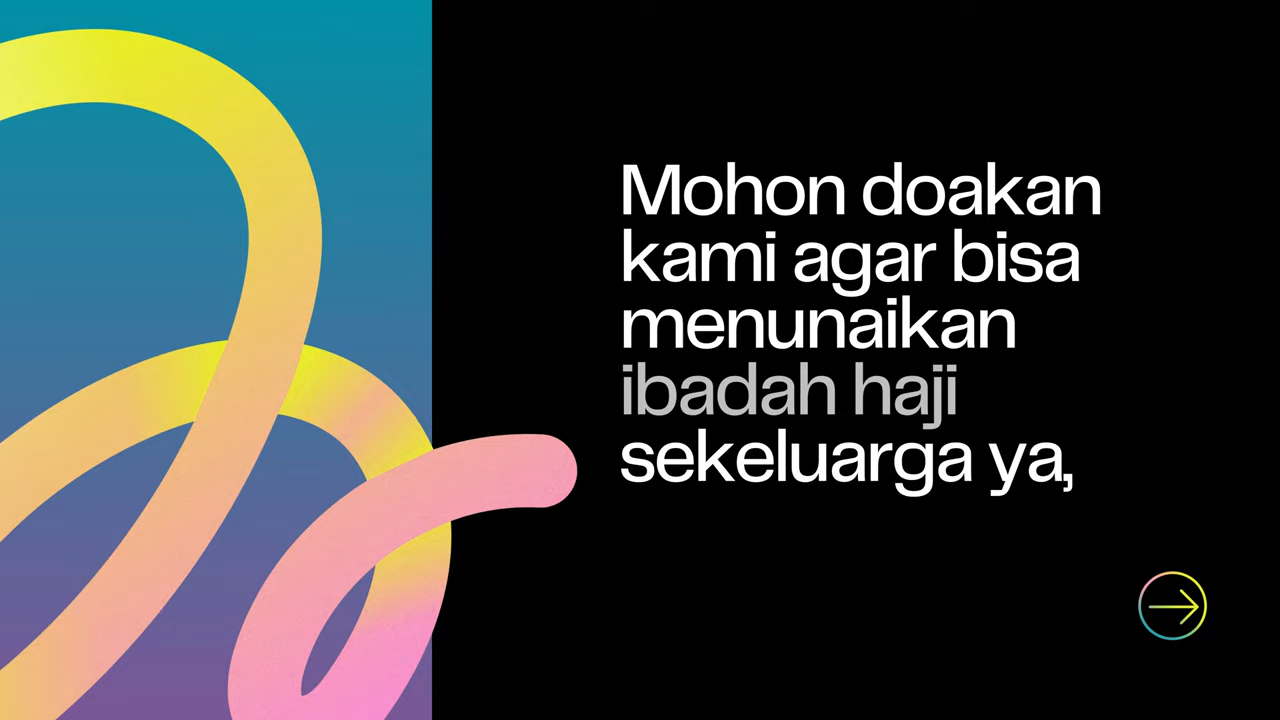 Mohon doakan
kami agar bisa
menunaikan
ibadah haji
sekeluarga ya,